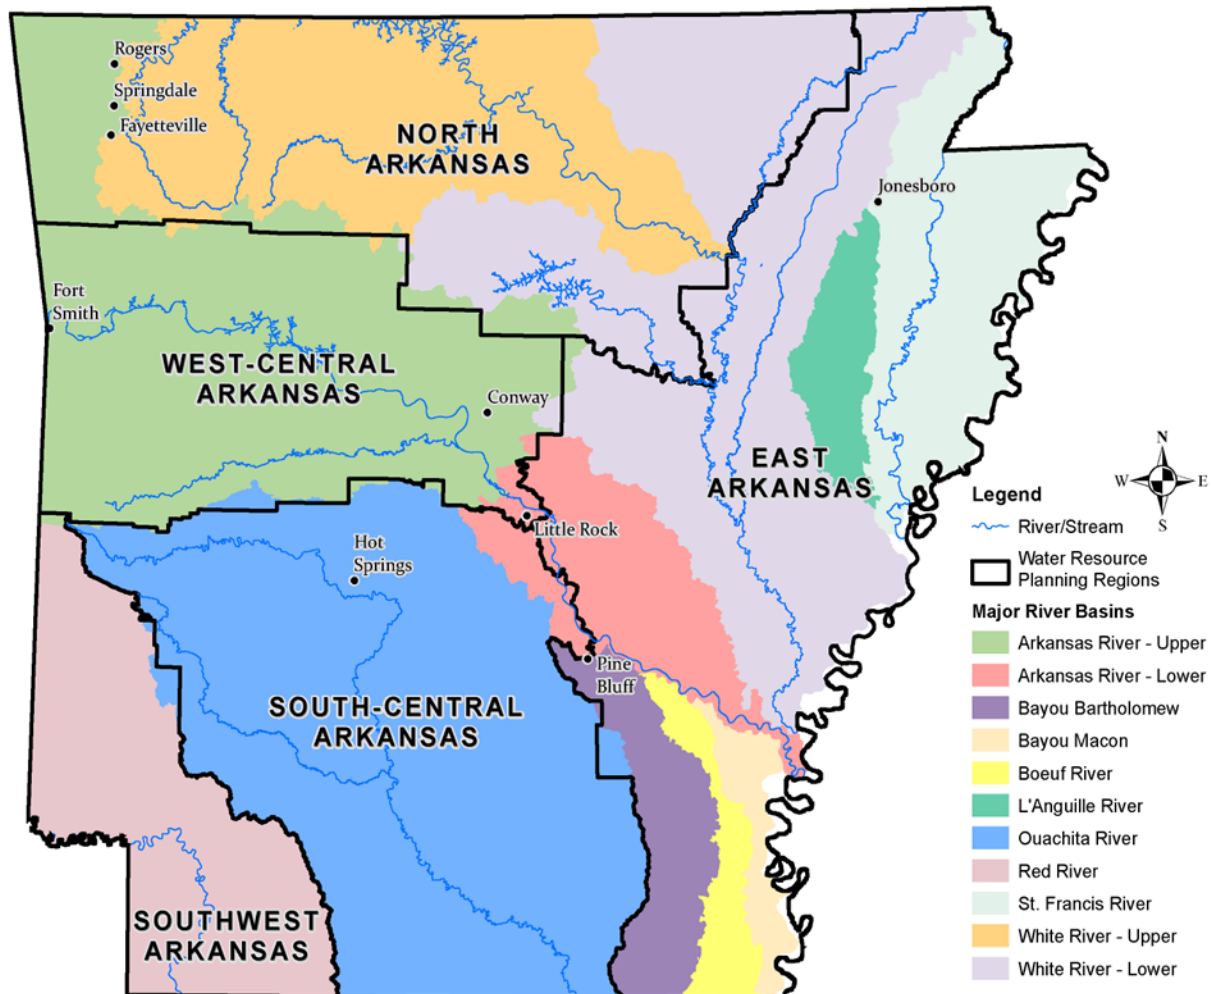 Rogers
Springdale
Fayetteville
NORTH
ARKANSAS
Jonesboro
Fort
Smith
WEST-CENTRAL
ARKANSAS
Conway
EAST
ARKANSAS
Little Rock
Hot
Springs
Pine
Bluff
SOUTH-CENTRAL
ARKANSAS
SOUTHWEST
ARKANSAS
N
W
E
S
Legend
River/Stream
Water Resource
Planning Regions
Major River Basins
Arkansas River - Upper
Arkansas River - Lower
Bayou Bartholomew
Bayou Macon
Boeuf River
L'Anguille River
Ouachita River
Red River
St. Francis River
White River - Upper
White River - Lower